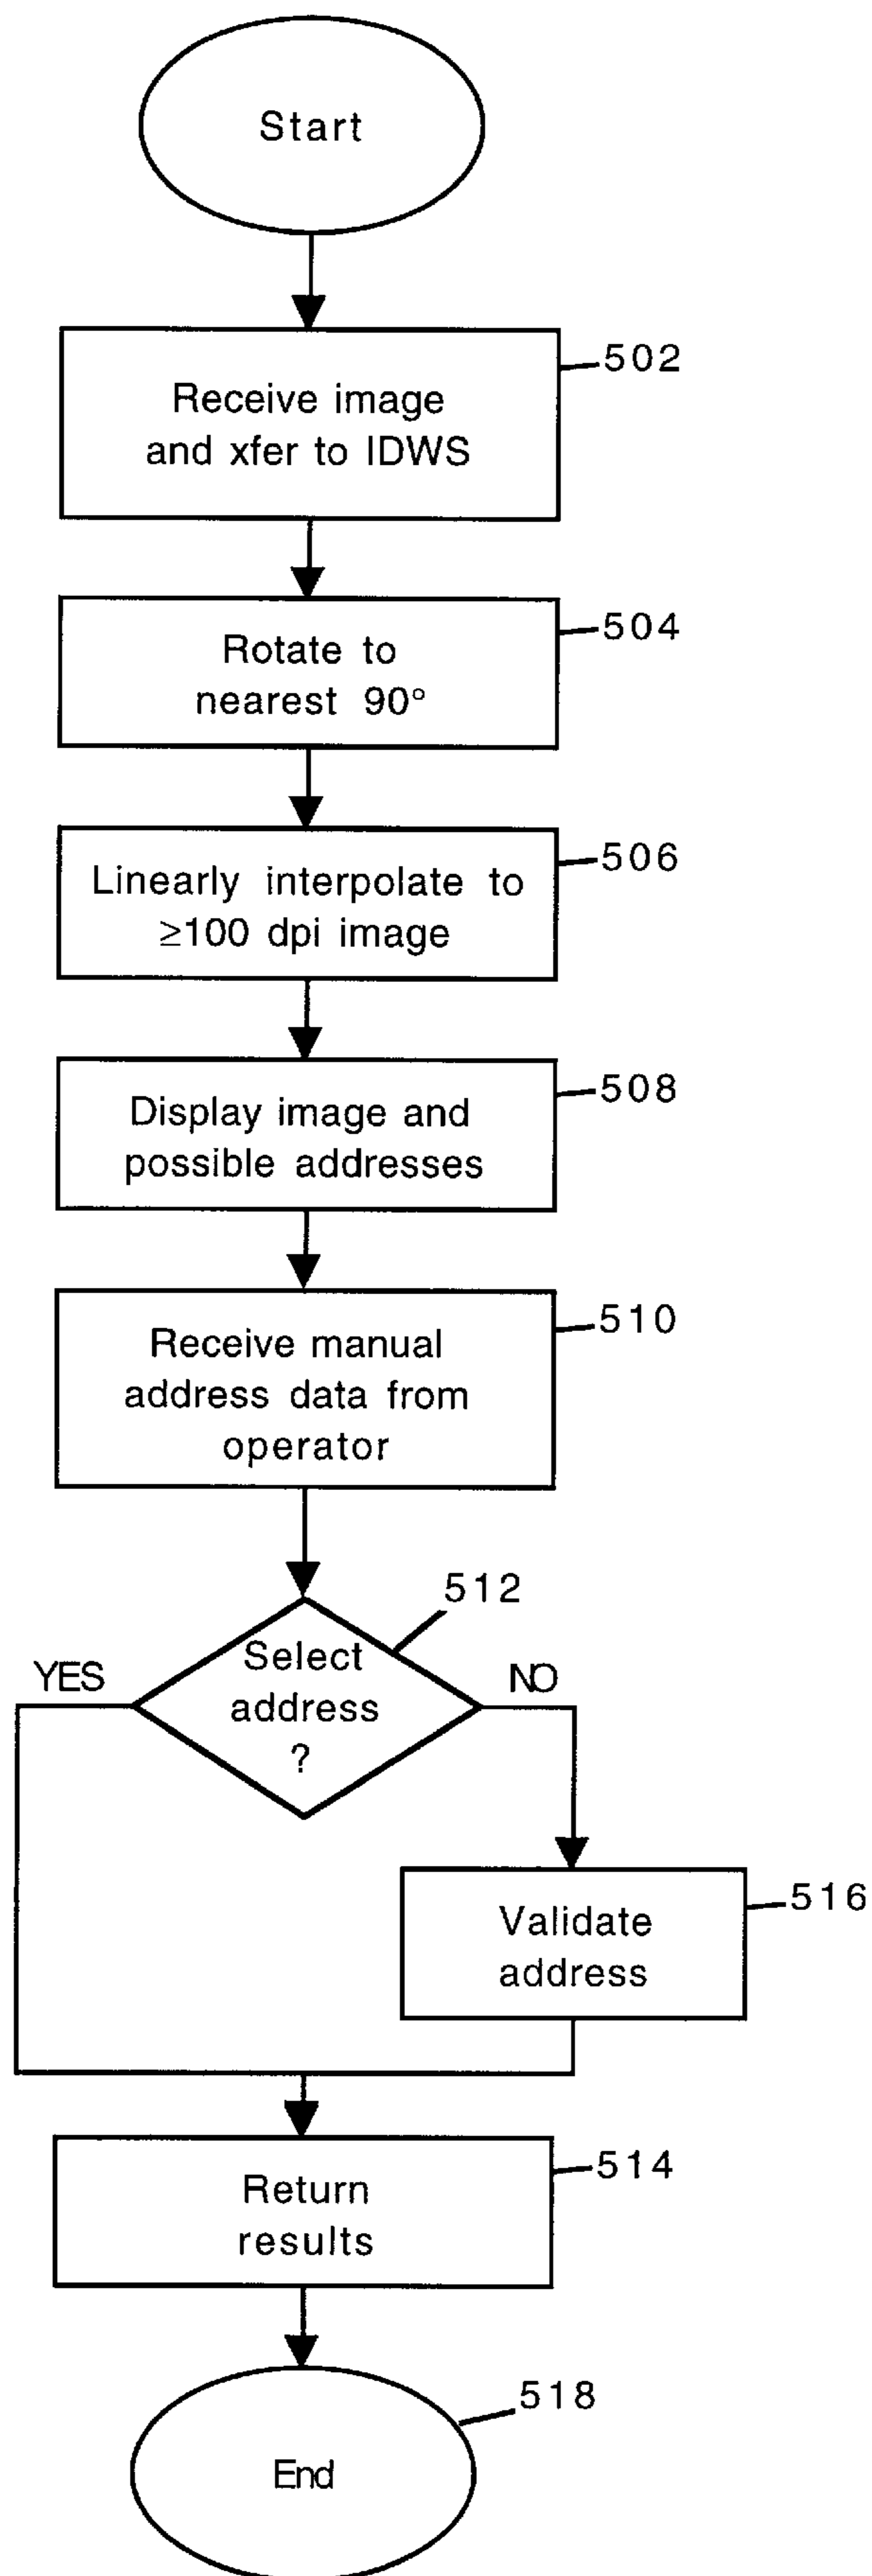 Start
502
Receive image
and xfer to IDWS
504
Rotate to
nearest 90°
506
Linearly interpolate to
≥100 dpi image
508
Display image and
possible addresses
510
Receive manual
address data from
operator
512
Select
address
?
YES
NO
516
Validate
address
514
Return
results
518
End